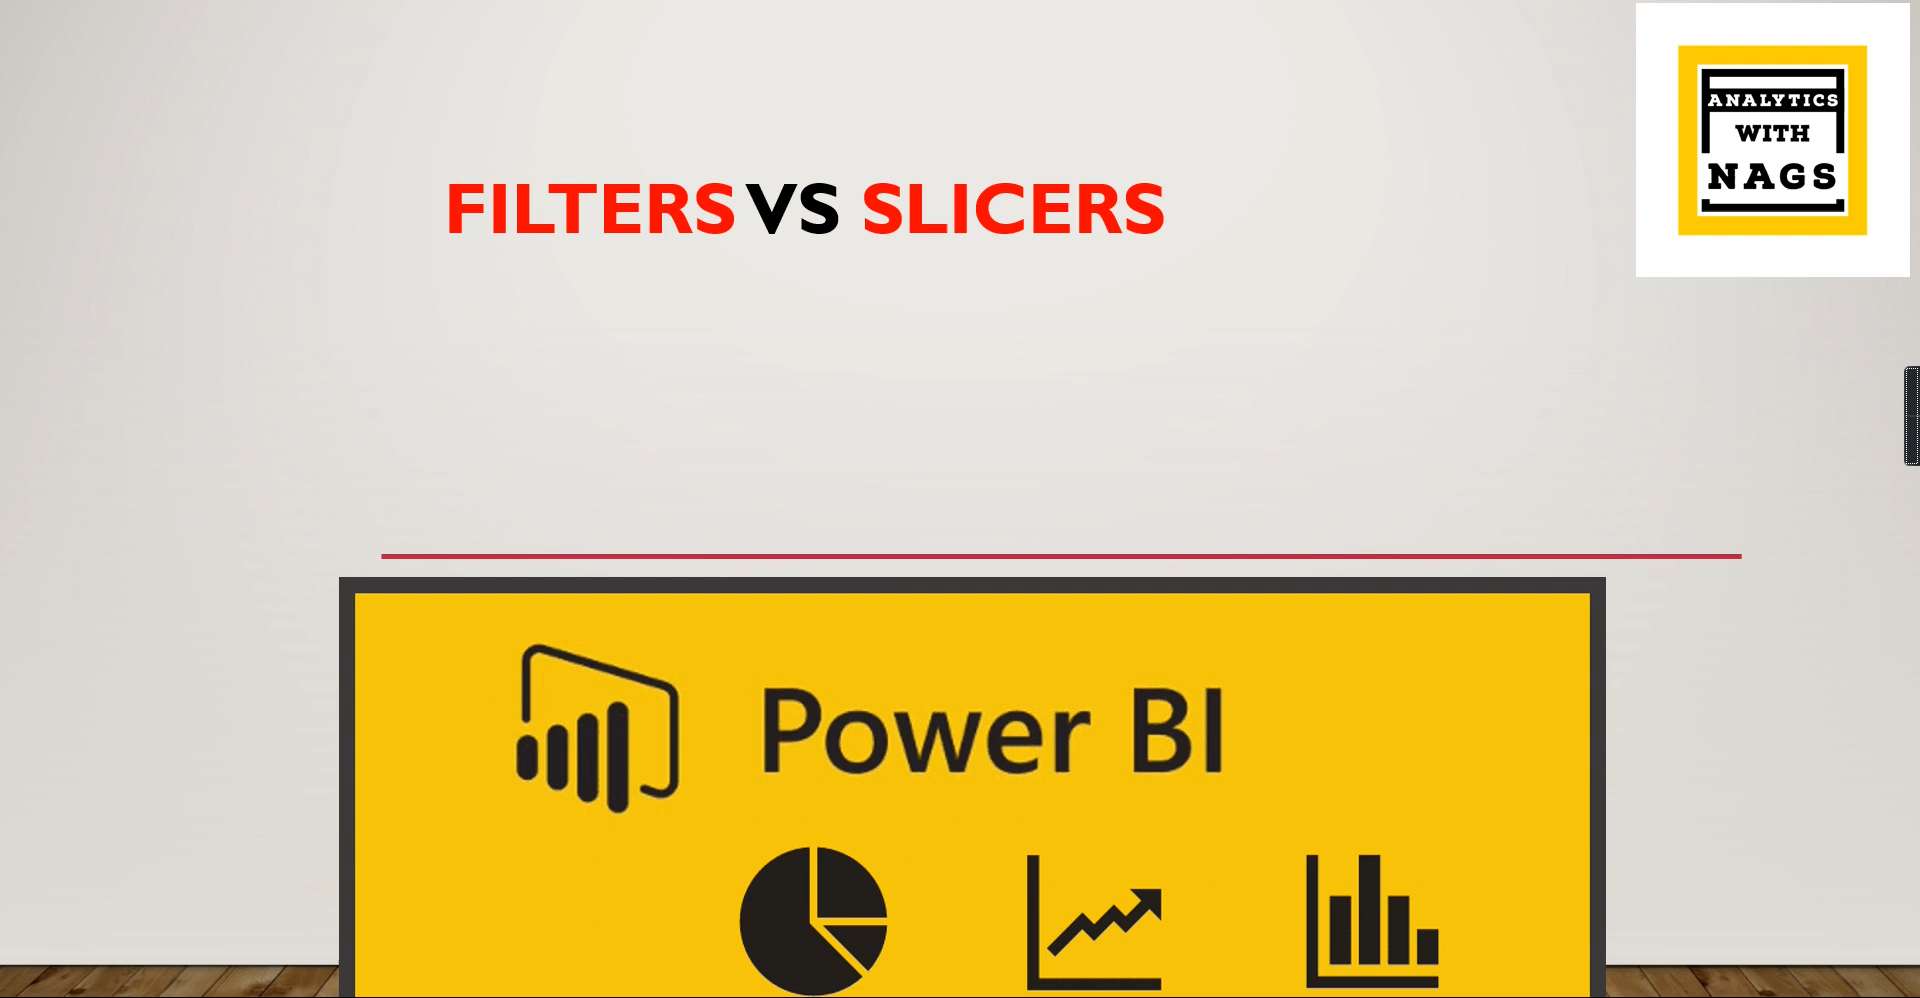 ANALYTICS
WITH
NAGS
FILTERS VS SLICERS
Power BI